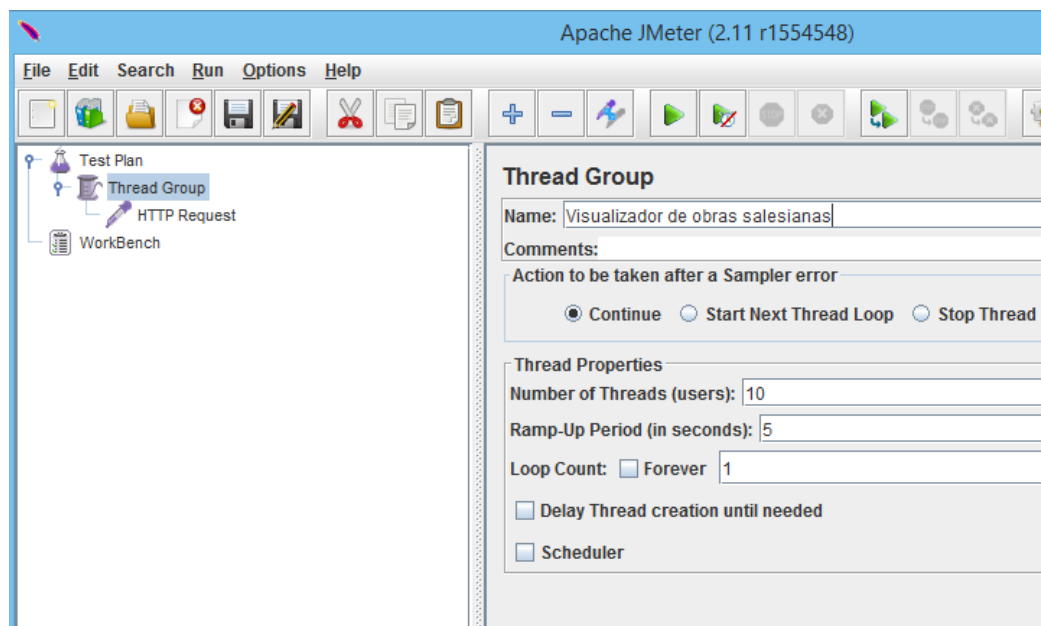 Apache JMeter (2.11 r1554548)
File Edit Search Run Options Help
STOP
Test Plan
Thread Group
HTTP Request
WorkBench
Thread Group
Name: Visualizador de obras salesianas
Comments:
Action to be taken after a Sampler error
Continue Start Next Thread Loop Stop Thread
Thread Properties
Number of Threads (users): 10
Ramp-Up Period (in seconds): 5
Loop Count: Forever 1
Delay Thread creation until needed
Scheduler